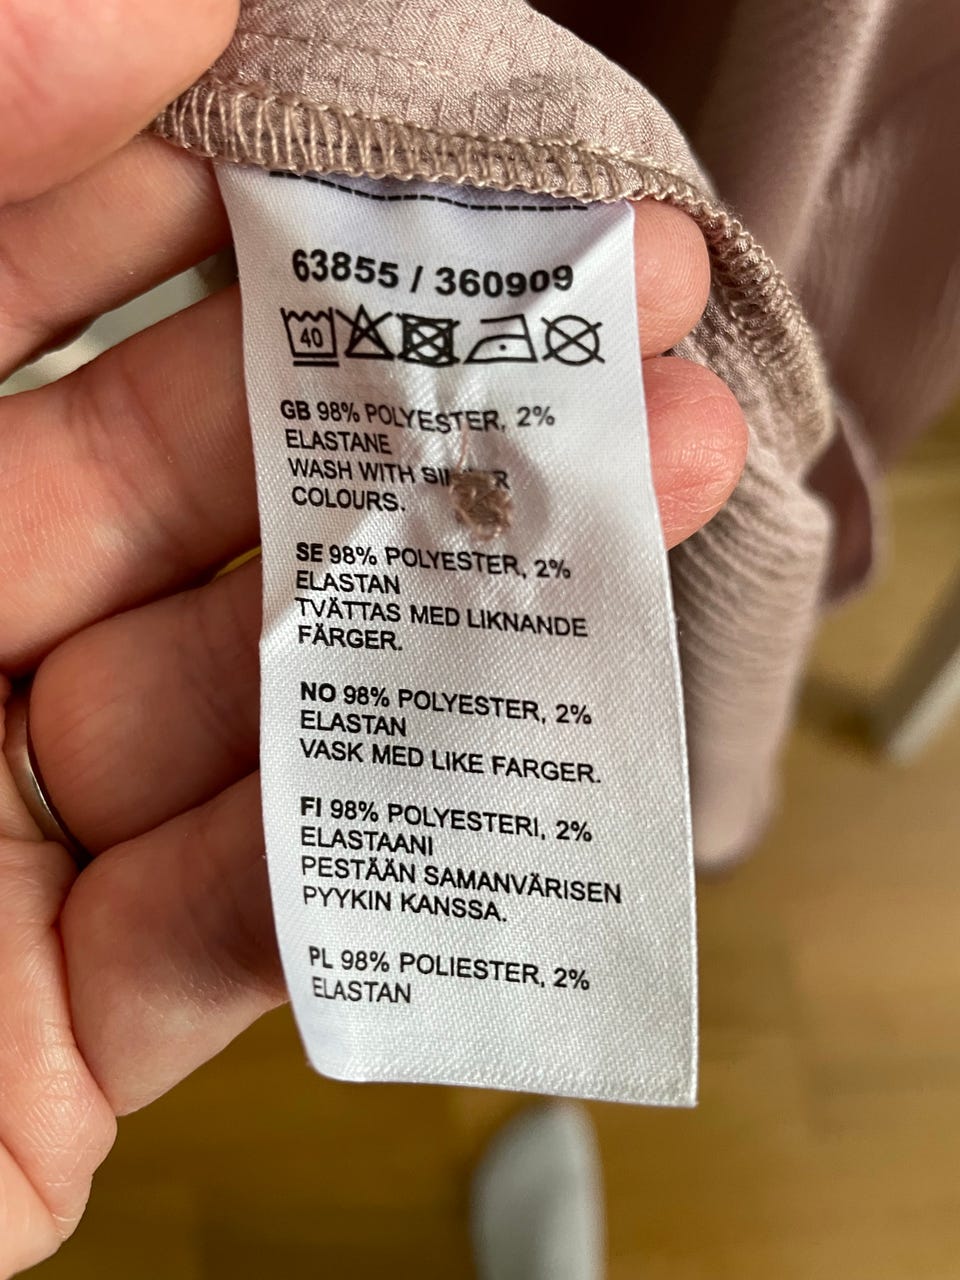 63855 / 360909
40
GB 98% POLYESTER, 2%
ELASTANE
WASH WITH
COLOURS.
SE 98% POLYESTER, 2%
ELASTAN
TVÄTTAS MED LIKNANDE
FÄRGER.
NO 98% POLYESTER, 2%
ELASTAN
VASK MED LIKE FARGER.
FI 98% POLYESTERI, 2%
ELASTAANI
PESTÄÄN SAMANVÄRISEN
PYYKIN KANSSA.
PL 98% POLIESTER, 2%
ELASTAN